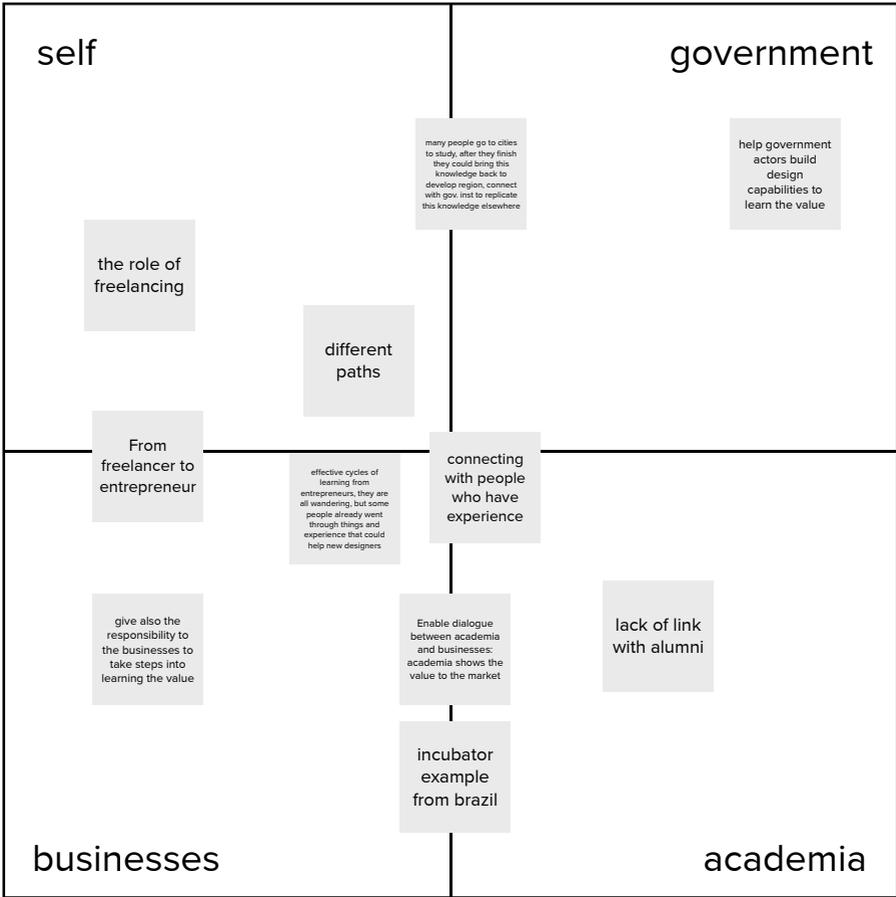 self
government
many people go to cities
to study, after they finish
they could bring this
knowledge back to
develop region, connect
with gov. inst to replicate
this knowledge elsewhere
help government
actors build
design
capabilities to
learn the value
the role of
freelancing
different
paths
From
freelancer to
entrepreneur
effective cycles of
learning from
entrepreneurs, they are
all wandering, but some
people already went
through things and
experience that could
help new designers
connecting
with people
who have
experience
give also the
responsibility to
the businesses to
take steps into
learning the value
Enable dialogue
between academia
and businesses:
academia shows the
value to the market
lack of link
with alumni
incubator
example
from brazil
businesses
academia